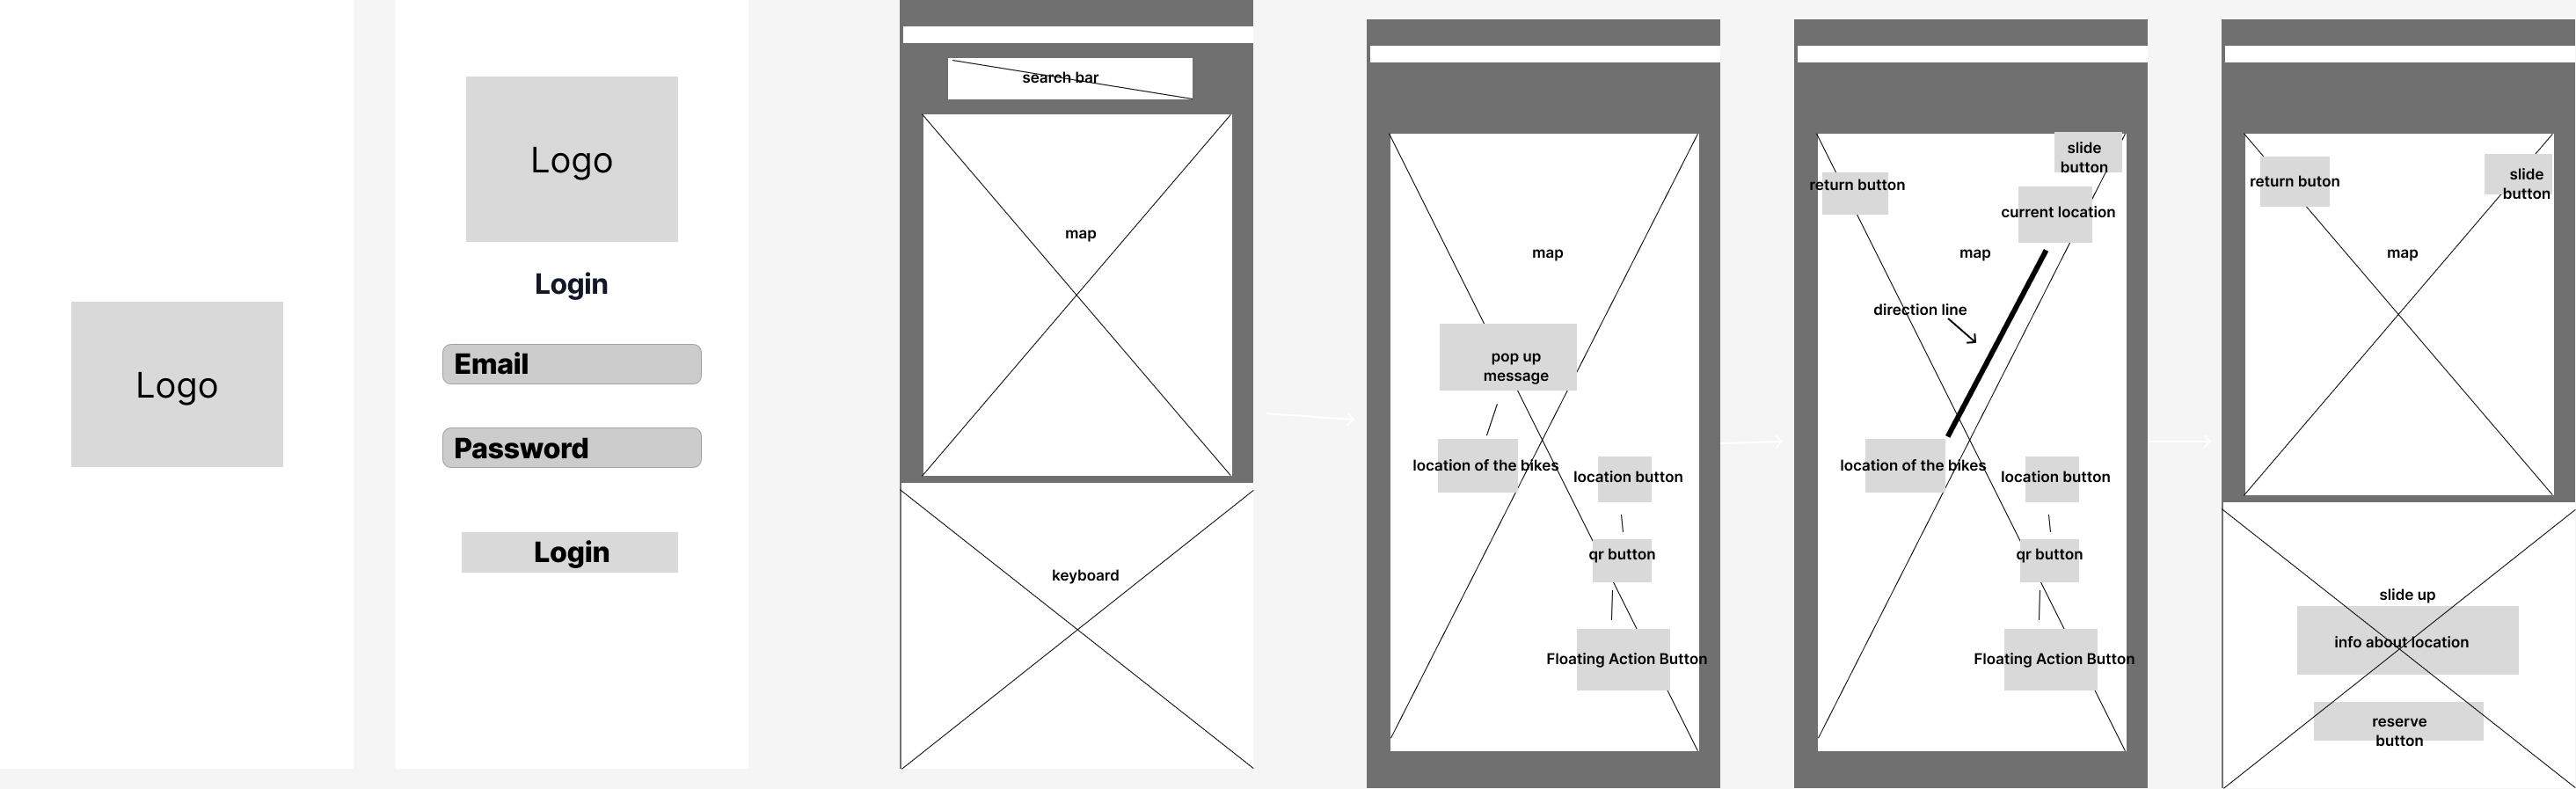 Logo
Logo
Login
Email
Password
Login
search bar
map
keyboard
map
pop up
message
location of the bikes
location button
qr button
Floating Action Button
slide
button
return button
current location
map
direction line
location of the bikes
location button
qr button
Floating Action Button
return buton
slide
button
map
slide up
info about location
reserve
button